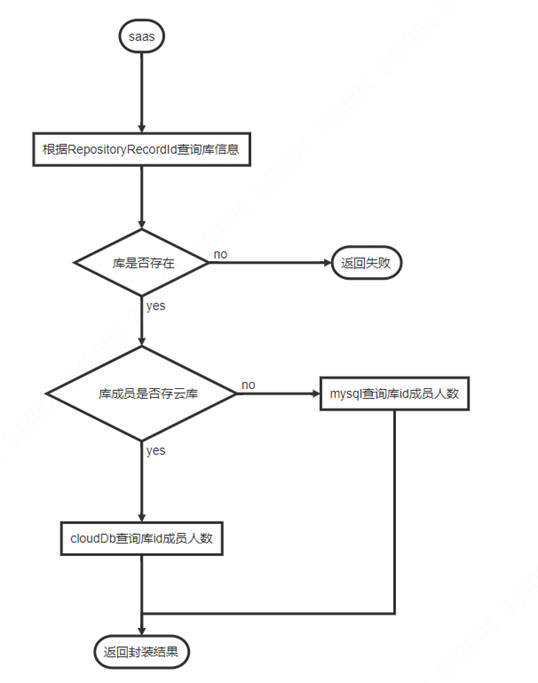 saas
根据RepositoryRecordId查询库信息
库是否存在
no
返回失败
yes
库成员是否存云库
no
mysql查询库id成员人数
yes
cloudDb查询库id成员人数
返回封装结果